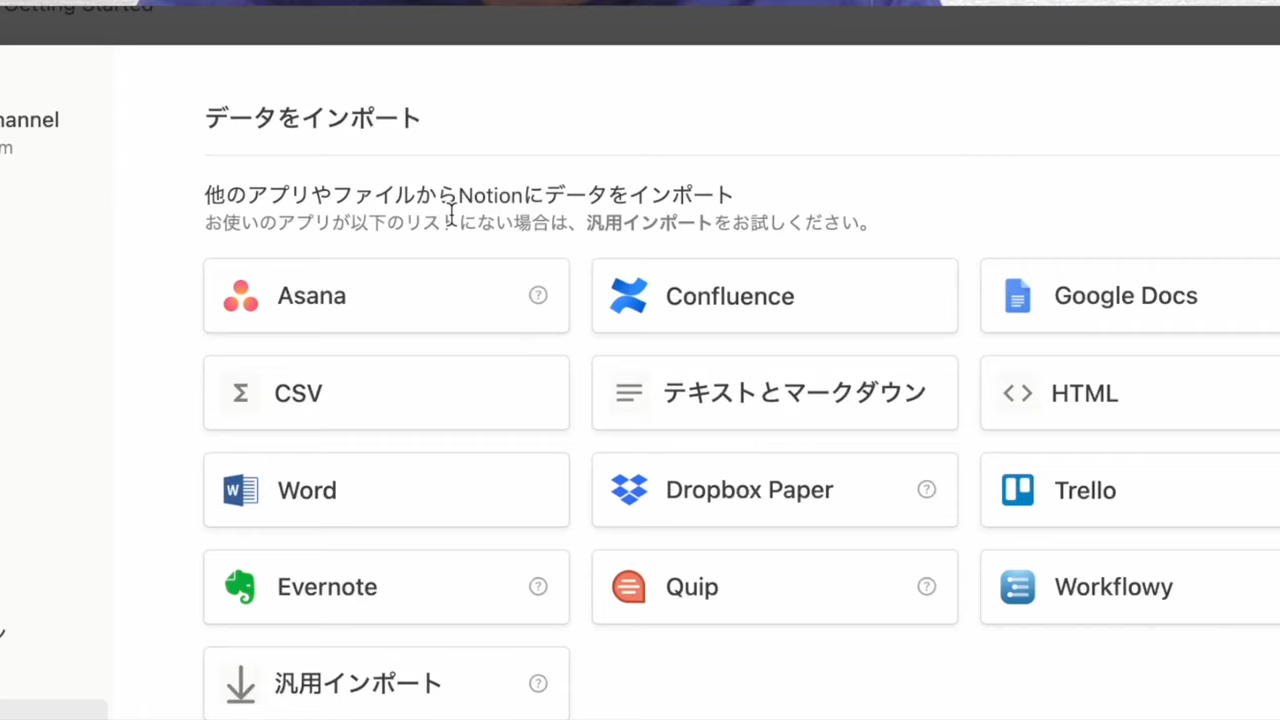 データをインポート
hannel
m
他のアプリやファイルからNotionにデータをインポート
お使いのアプリが以下のリストにない場合は、汎用インポートをお試しください。
Asana
Confluence
Google Docs
CSV
テキストとマークダウン
HTML
Word
Dropbox Paper
Trello
Evernote
Quip
Workflowy
汎用インポート